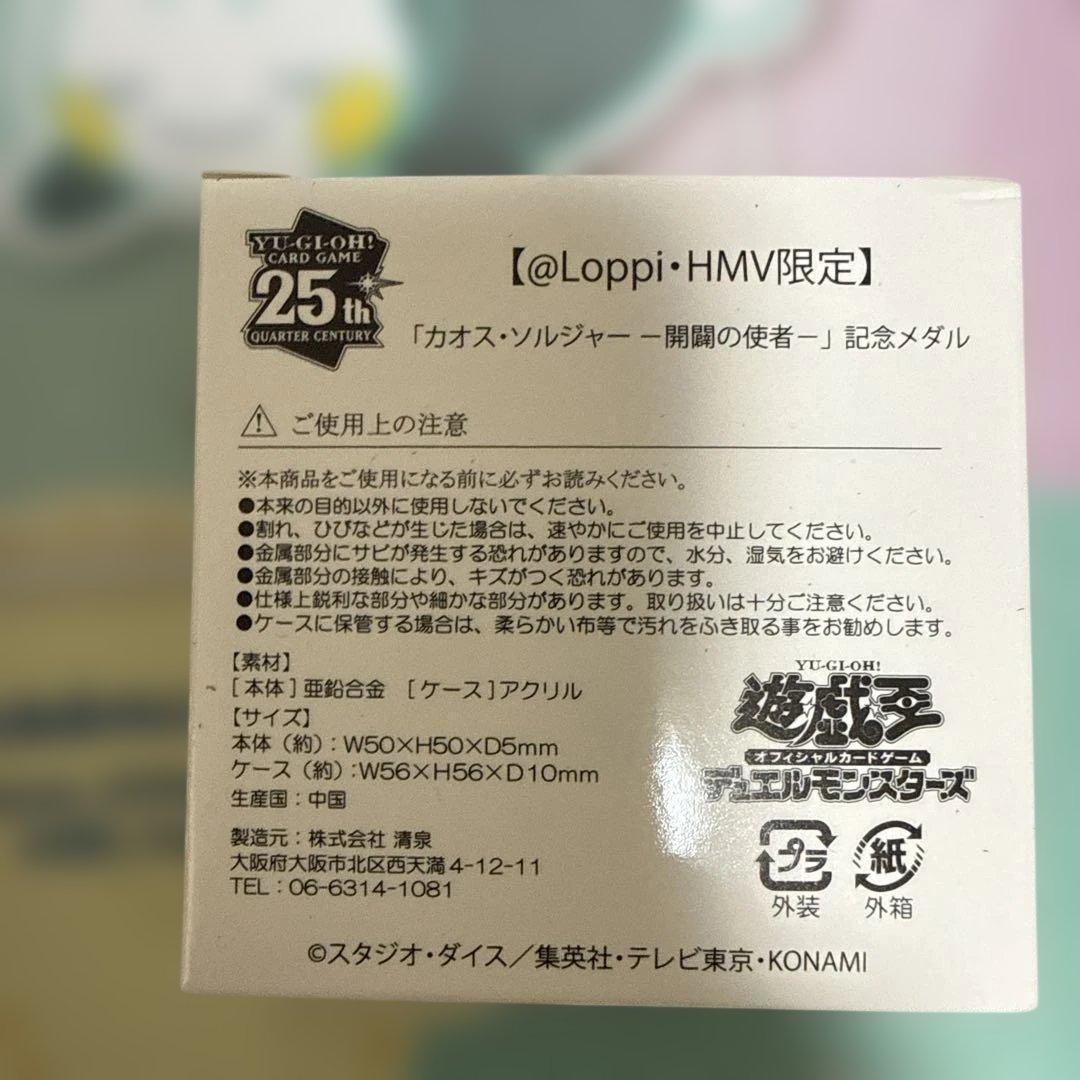 YU-GI-OH!
CARD GAME
25th
QUARTER CENTURY
【@Loppi・HMV限定】
「カオス・ソルジャー －開闢の使者－」記念メダル
ご使用上の注意
※本商品をご使用になる前に必ずお読みください。
●本来の目的以外に使用しないでください。
●割れ、ひびなどが生じた場合は、速やかにご使用を中止してください。
●金属部分にサビが発生する恐れがありますので、水分、湿気をお避けください。
●金属部分の接触により、キズがつく恐れがあります。
●仕様上鋭利な部分や細かな部分があります。取り扱いは十分ご注意ください。
●ケースに保管する場合は、柔らかい布等で汚れをふき取る事をお勧めします。
【素材】
[本体]亜鉛合金 [ケース]アクリル
【サイズ】
本体（約）：W50×H50×D5mm
ケース（約）：W56×H56×D10mm
生産国：中国
製造元：株式会社 清泉
大阪府大阪市北区西天満4-12-11
TEL：06-6314-1081
YU-GI-OH!
遊戯王
オフィシャルカードゲーム
デュエルモンスターズ
プラ 紙
外装 外箱
©スタジオ・ダイス／集英社・テレビ東京・KONAMI